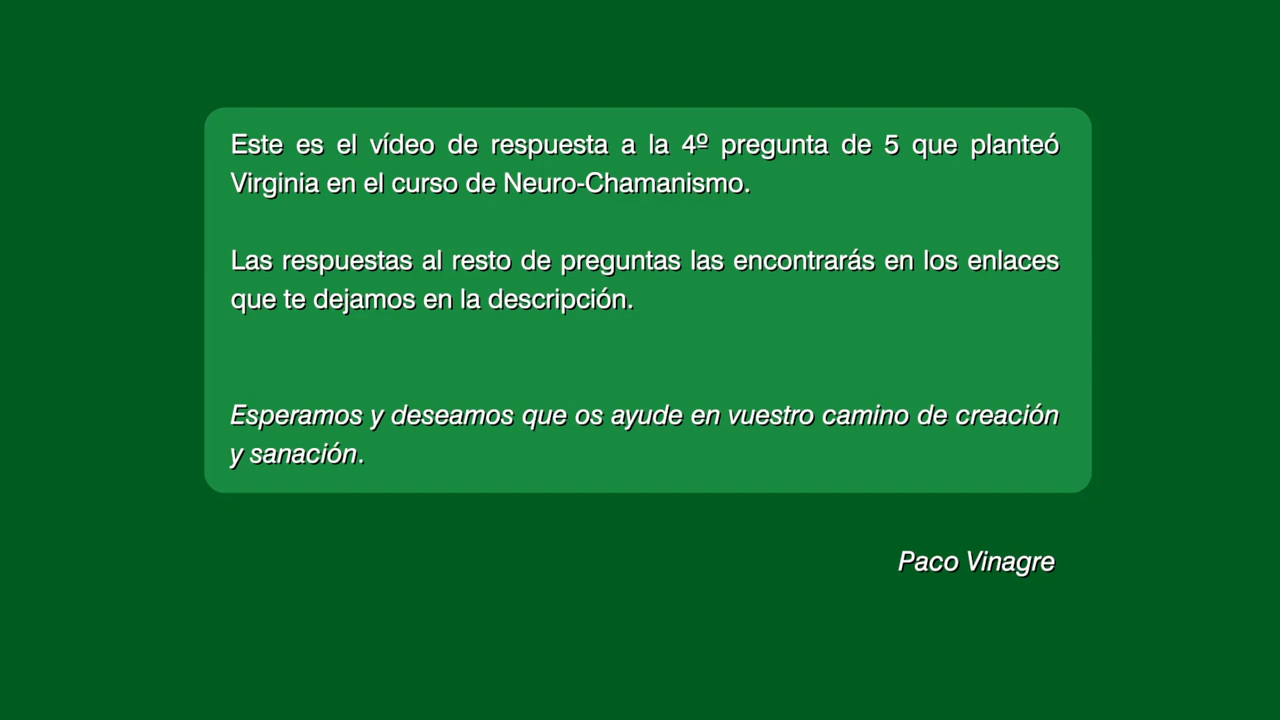 Este es el vídeo de respuesta a la 4º pregunta de 5 que planteó
Virginia en el curso de Neuro-Chamanismo.
Las respuestas al resto de preguntas las encontrarás en los enlaces
que te dejamos en la descripción.
Esperamos y deseamos que os ayude en vuestro camino de creación
y sanación.
Paco Vinagre